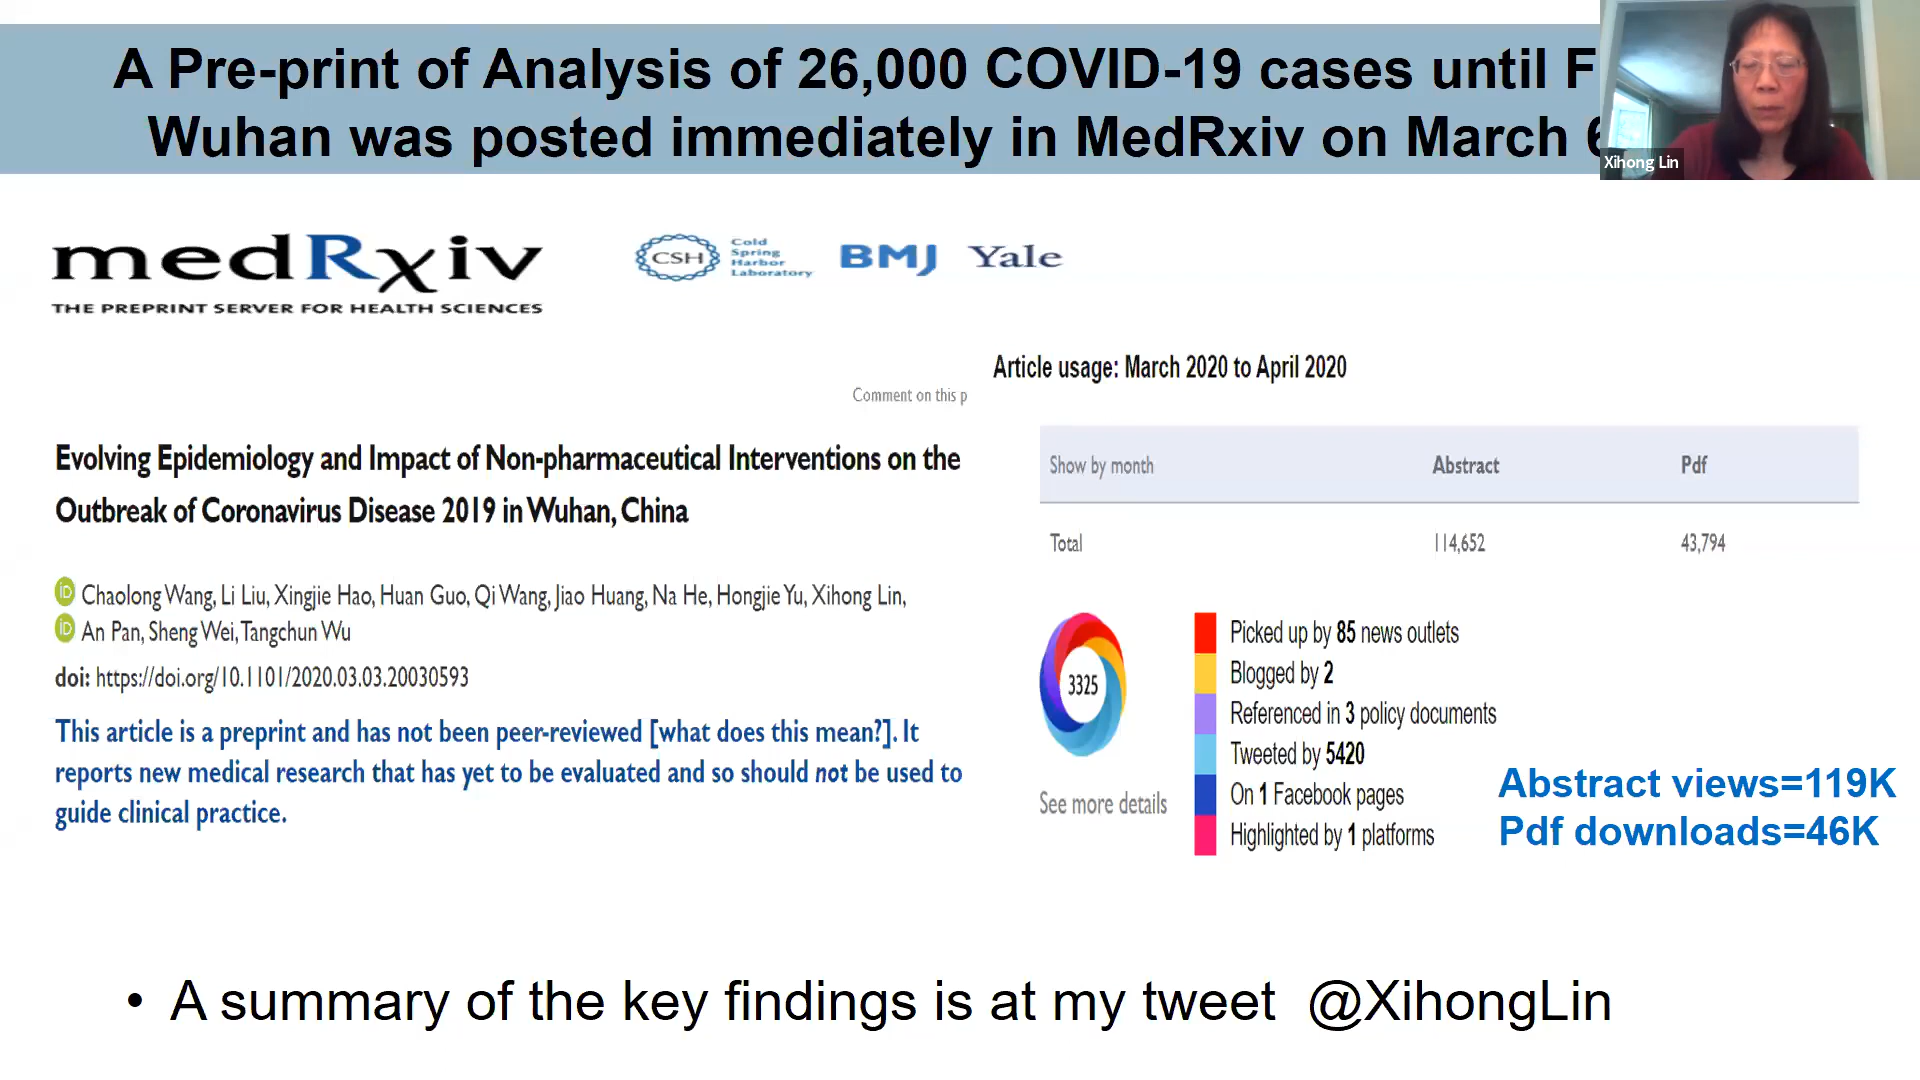 A Pre-print of Analysis of 26,000 COVID-19 cases until F
Wuhan was posted immediately in MedRxiv on March 6
Xihong Lin
medRxiv
THE PREPRINT SERVER FOR HEALTH SCIENCES
CSH
Cold
Spring
Harbor
Laboratory
BMJ Yale
Article usage: March 2020 to April 2020
Comment on this p
Evolving Epidemiology and Impact of Non-pharmaceutical Interventions on the
Outbreak of Coronavirus Disease 2019 in Wuhan, China
iD Chaolong Wang, Li Liu, Xingjie Hao, Huan Guo, Qi Wang, Jiao Huang, Na He, Hongjie Yu, Xihong Lin,
iD An Pan, Sheng Wei, Tangchun Wu
doi: https://doi.org/10.1101/2020.03.03.20030593
This article is a preprint and has not been peer-reviewed [what does this mean?]. It
reports new medical research that has yet to be evaluated and so should not be used to
guide clinical practice.
Show by month Abstract Pdf
Total 114,652 43,794
3325
See more details
Picked up by 85 news outlets
Blogged by 2
Referenced in 3 policy documents
Tweeted by 5420
On 1 Facebook pages
Highlighted by 1 platforms
Abstract views=119K
Pdf downloads=46K
• A summary of the key findings is at my tweet @XihongLin